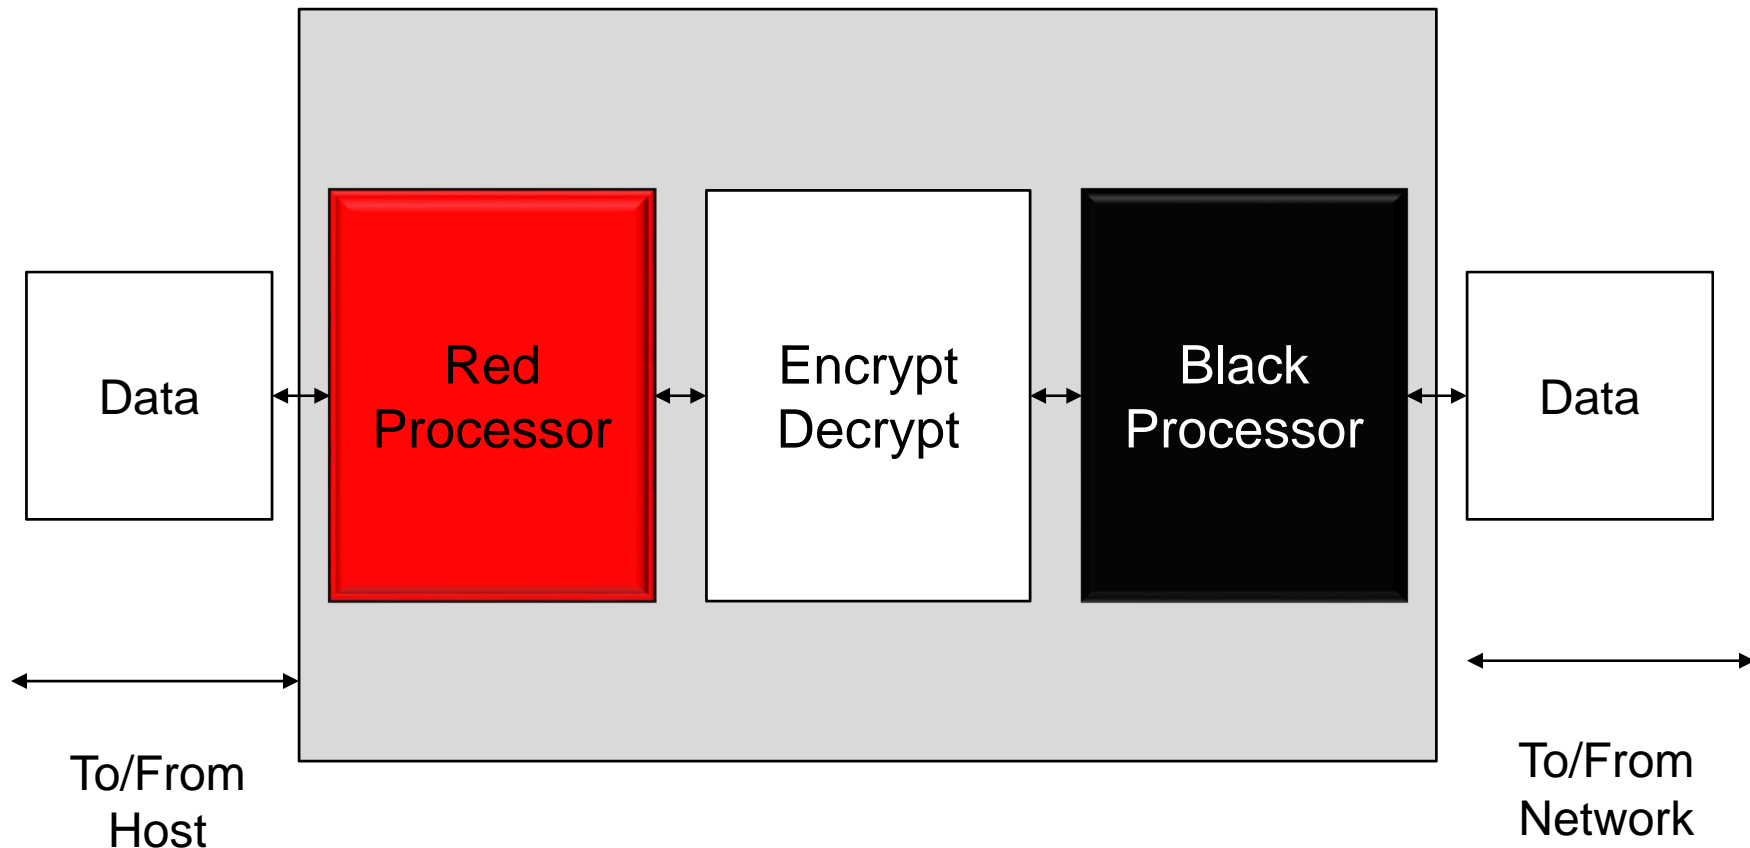 Data
Red
Processor
Encrypt
Decrypt
Black
Processor
Data
To/From
Host
To/From
Network